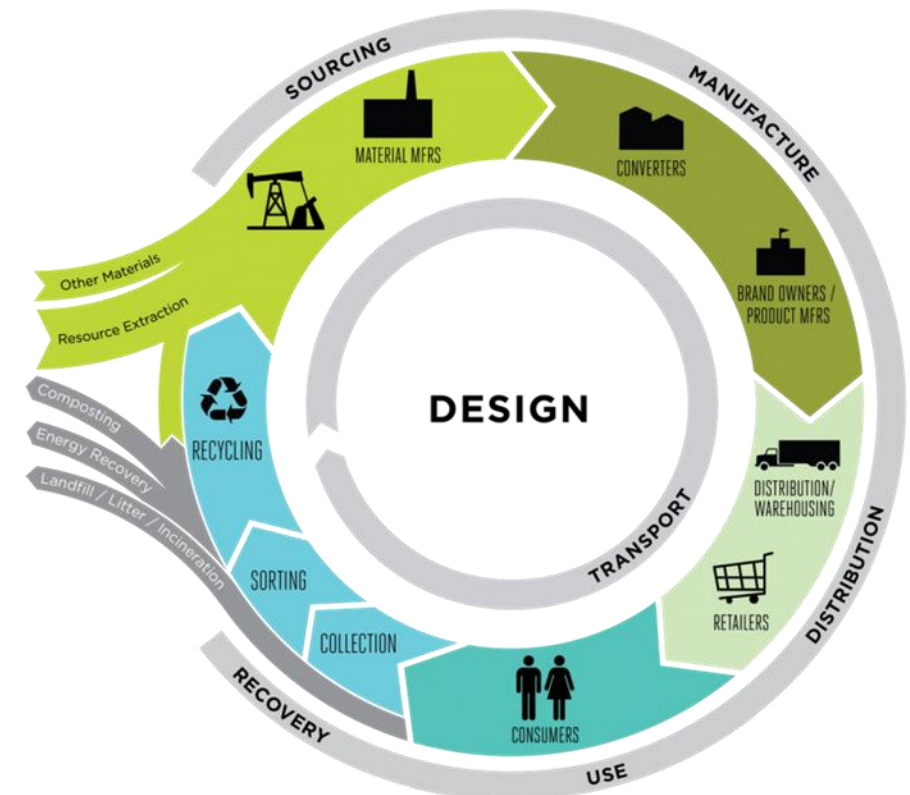 SOURCING
MANUFACTURE
MATERIAL MFRS
CONVERTERS
Other Materials
Resource Extraction
BRAND OWNERS /
PRODUCT MFRS
Composting
Energy Recovery
Landfill / Litter / Incineration
RECYCLING
DESIGN
DISTRIBUTION/
WAREHOUSING
TRANSPORT
DISTRIBUTION
SORTING
RETAILERS
COLLECTION
RECOVERY
CONSUMERS
USE